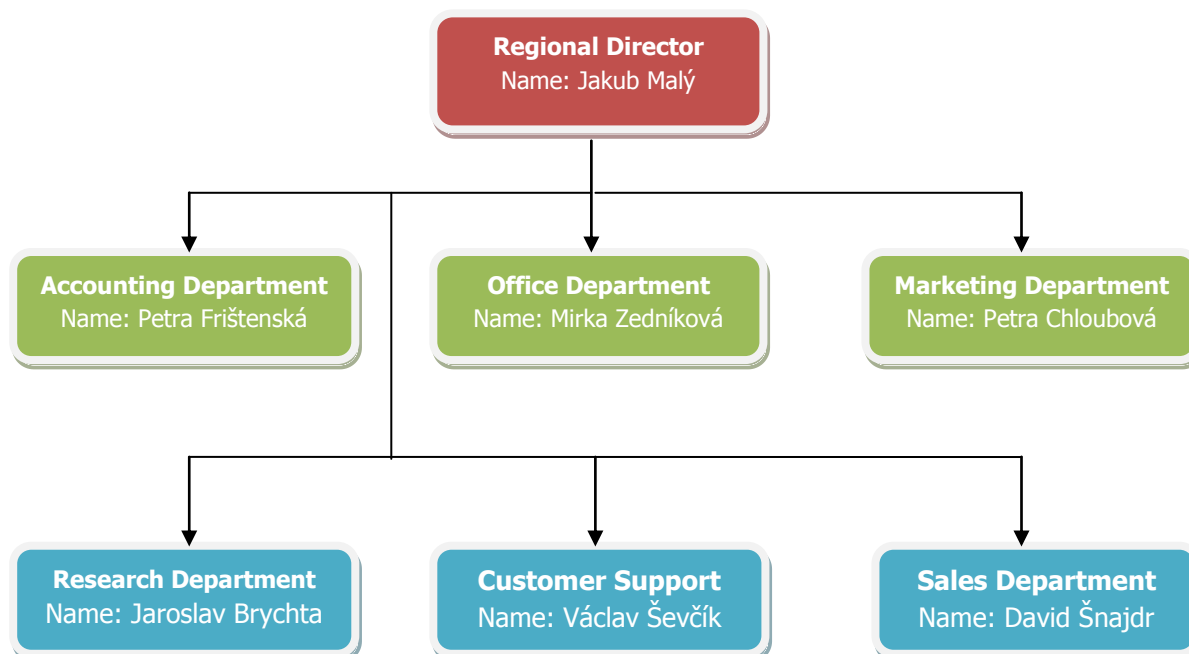 Regional Director
Name: Jakub Malý
Accounting Department
Name: Petra Frištenská
Office Department
Name: Mirka Zedníková
Marketing Department
Name: Petra Chloubová
Research Department
Name: Jaroslav Brychta
Customer Support
Name: Václav Ševčík
Sales Department
Name: David Šnajdr